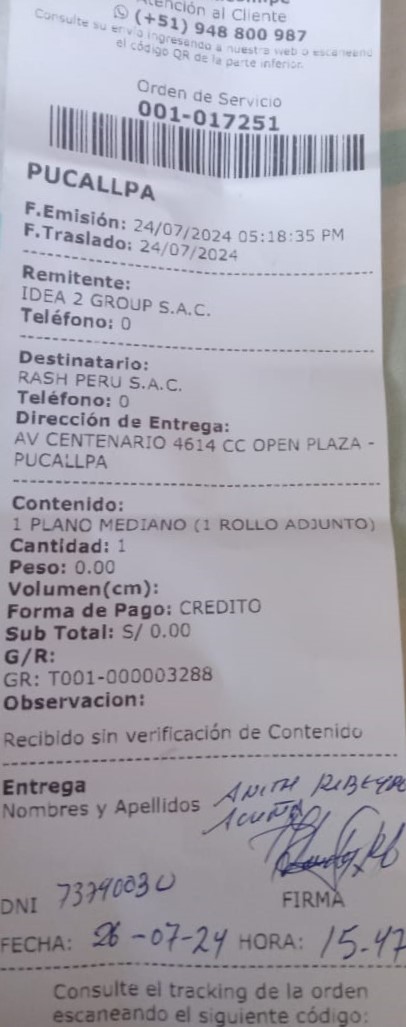 Atención al Cliente
(+51) 948 800 987
Consulte su envío ingresando a nuestra web o escaneand
el código QR de la parte inferior.
Orden de Servicio
001-017251
PUCALLPA
F.Emisión: 24/07/2024 05:18:35 PM
F.Traslado: 24/07/2024
Remitente:
IDEA 2 GROUP S.A.C.
Teléfono: 0
Destinatario:
RASH PERU S.A.C.
Teléfono: 0
Dirección de Entrega:
AV CENTENARIO 4614 CC OPEN PLAZA -
PUCALLPA
Contenido:
1 PLANO MEDIANO (1 ROLLO ADJUNTO)
Cantidad: 1
Peso: 0.00
Volumen(cm):
Forma de Pago: CREDITO
Sub Total: S/ 0.00
G/R:
GR: T001-000003288
Observacion:
Recibido sin verificación de Contenido
Entrega
Nombres y Apellidos
DNI
FIRMA
FECHA: 26-07-24 HORA: 15-47
Consulte el tracking de la orden
escaneando el siguiente código: